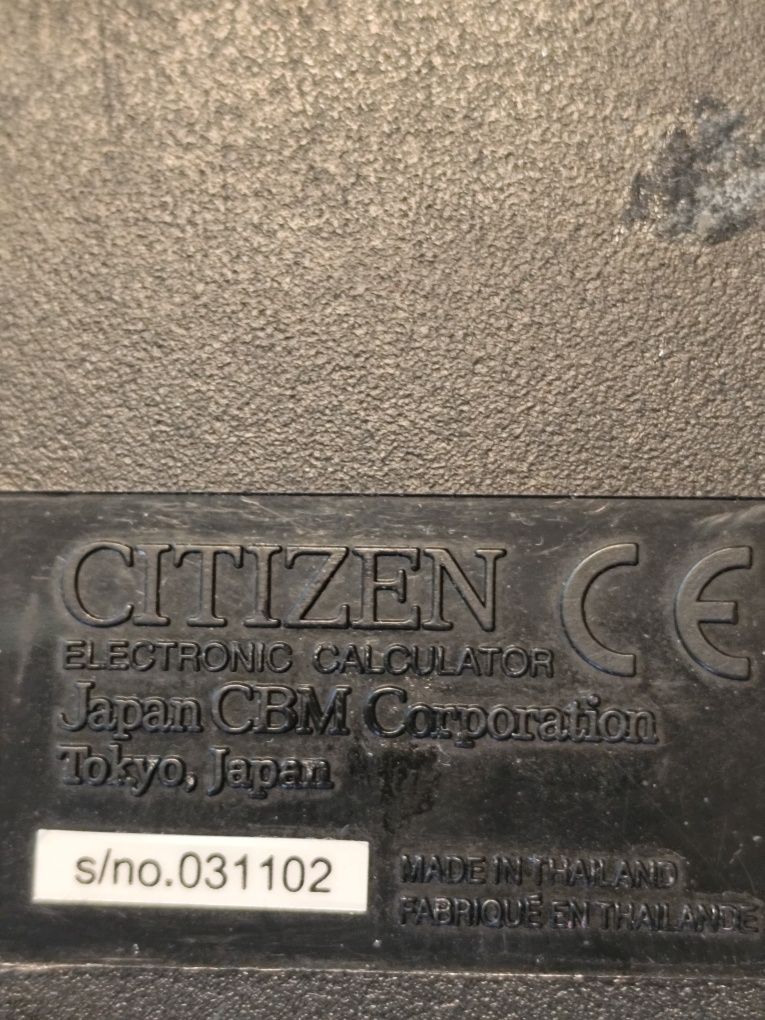 CITIZEN CE
ELECTRONIC CALCULATOR
Japan CBM Corporation
Tokyo, Japan
s/no.031102
MADE IN THAILAND
FABRIQUÉ EN THAILANDE